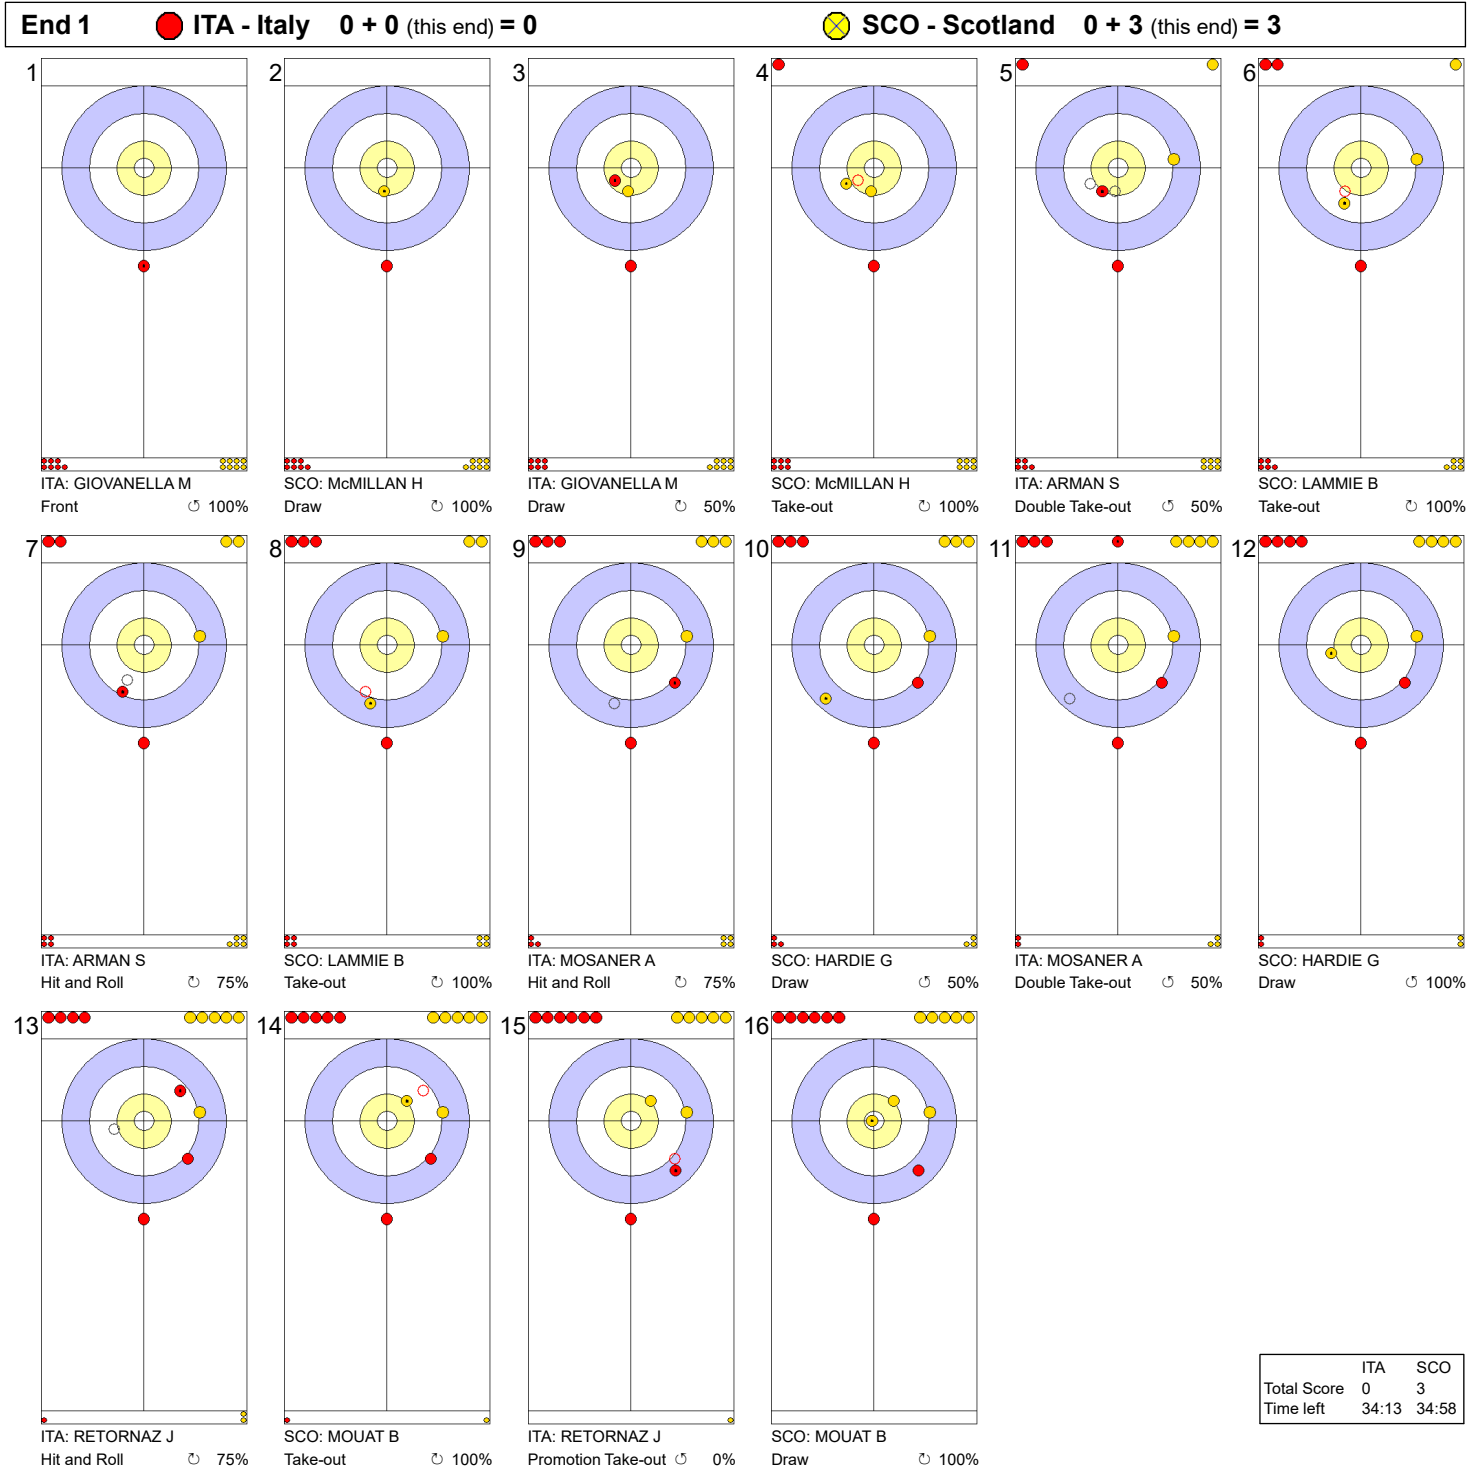 End 1 ITA - Italy 0 + 0 (this end) = 0 SCO - Scotland 0 + 3 (this end) = 3
1 2 3 4 5 6
ITA: GIOVANELLA M SCO: McMILLAN H ITA: GIOVANELLA M SCO: McMILLAN H ITA: ARMAN S SCO: LAMMIE B
Front ↺ 100% Draw ↻ 100% Draw ↻ 50% Take-out ↻ 100% Double Take-out ↺ 50% Take-out ↻ 100%
7 8 9 10 11 12
ITA: ARMAN S SCO: LAMMIE B ITA: MOSANER A SCO: HARDIE G ITA: MOSANER A SCO: HARDIE G
Hit and Roll ↻ 75% Take-out ↻ 100% Hit and Roll ↻ 75% Draw ↺ 50% Double Take-out ↺ 50% Draw ↻ 100%
13 14 15 16
ITA: RETORNAZ J SCO: MOUAT B ITA: RETORNAZ J SCO: MOUAT B
Hit and Roll ↻ 75% Take-out ↻ 100% Promotion Take-out ↺ 0% Draw ↻ 100%
ITA SCO
Total Score 0 3
Time left 34:13 34:58